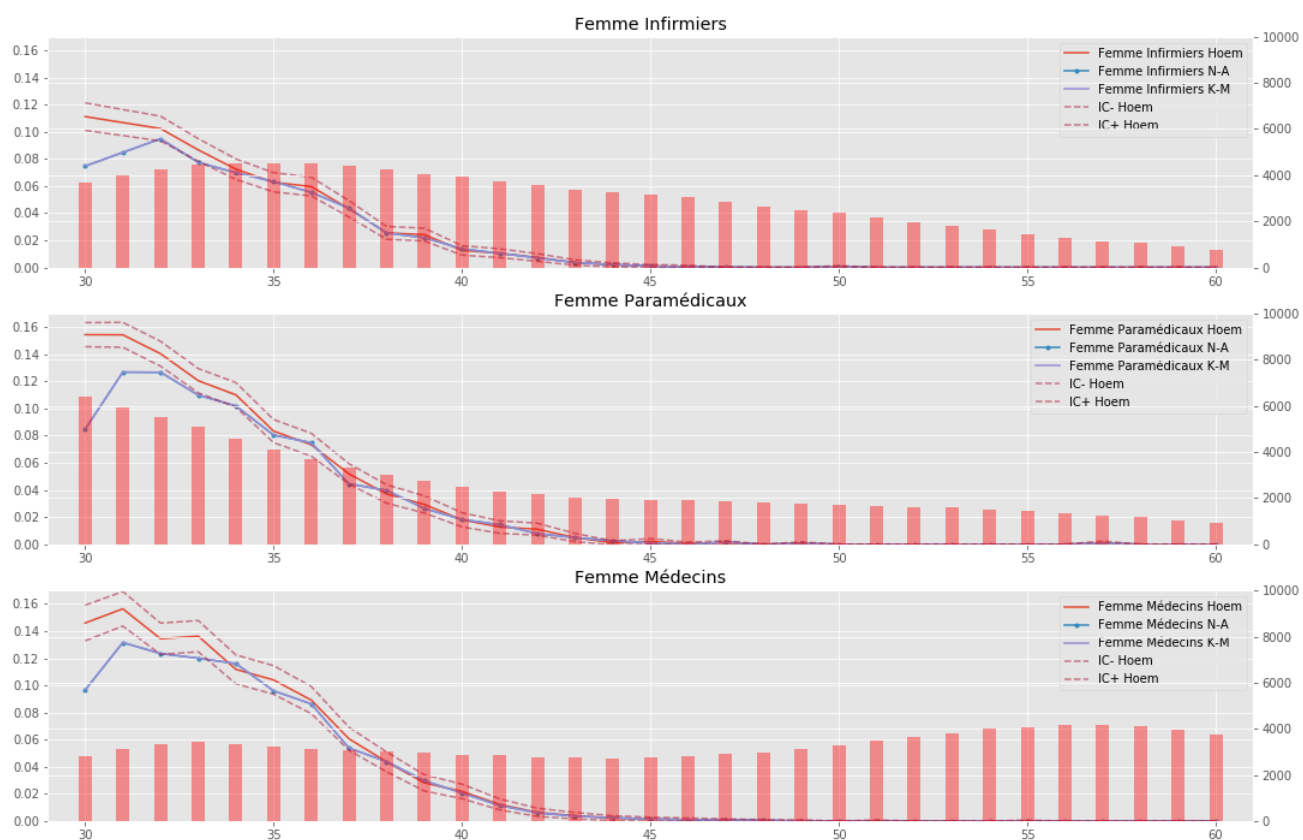 Femme Infirmiers
0.16 10000
0.14 8000
0.12
0.10 6000
0.08
0.06 4000
0.04 2000
0.02
0.00 0
Femme Infirmiers Hoem
Femme Infirmiers N-A
Femme Infirmiers K-M
IC- Hoem
IC+ Hoem
30 35 40 45 50 55 60
Femme Paramédicaux
0.16 10000
0.14 8000
0.12
0.10 6000
0.08
0.06 4000
0.04 2000
0.02
0.00 0
Femme Paramédicaux Hoem
Femme Paramédicaux N-A
Femme Paramédicaux K-M
IC- Hoem
IC+ Hoem
30 35 40 45 50 55 60
Femme Médecins
0.16 10000
0.14 8000
0.12
0.10 6000
0.08
0.06 4000
0.04 2000
0.02
0.00 0
Femme Médecins Hoem
Femme Médecins N-A
Femme Médecins K-M
IC- Hoem
IC+ Hoem
30 35 40 45 50 55 60